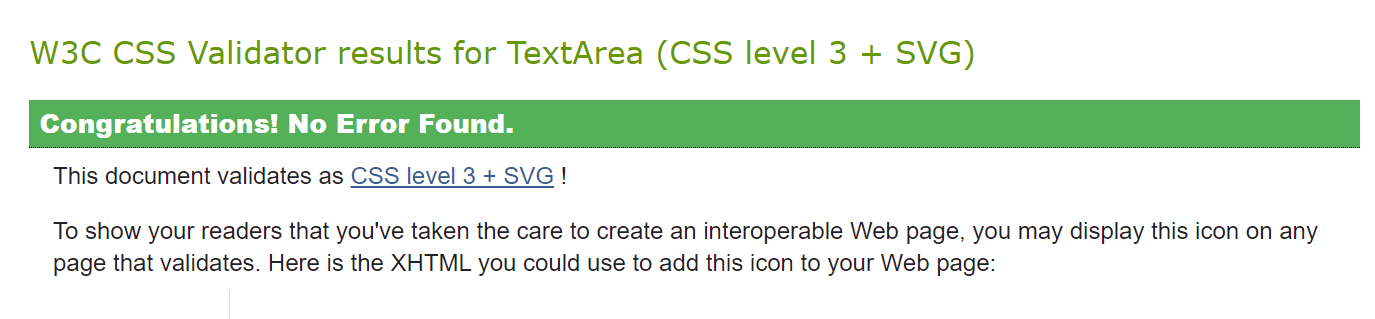 W3C CSS Validator results for TextArea (CSS level 3 + SVG)
Congratulations! No Error Found.
This document validates as CSS level 3 + SVG !
To show your readers that you've taken the care to create an interoperable Web page, you may display this icon on any
page that validates. Here is the XHTML you could use to add this icon to your Web page: